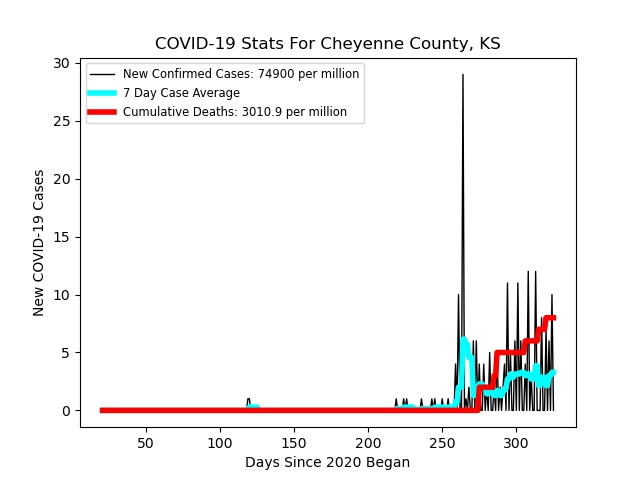 COVID-19 Stats For Cheyenne County, KS
New Confirmed Cases: 74900 per million
7 Day Case Average
Cumulative Deaths: 3010.9 per million
New COVID-19 Cases
30
25
20
15
10
5
0
50 100 150 200 250 300
Days Since 2020 Began